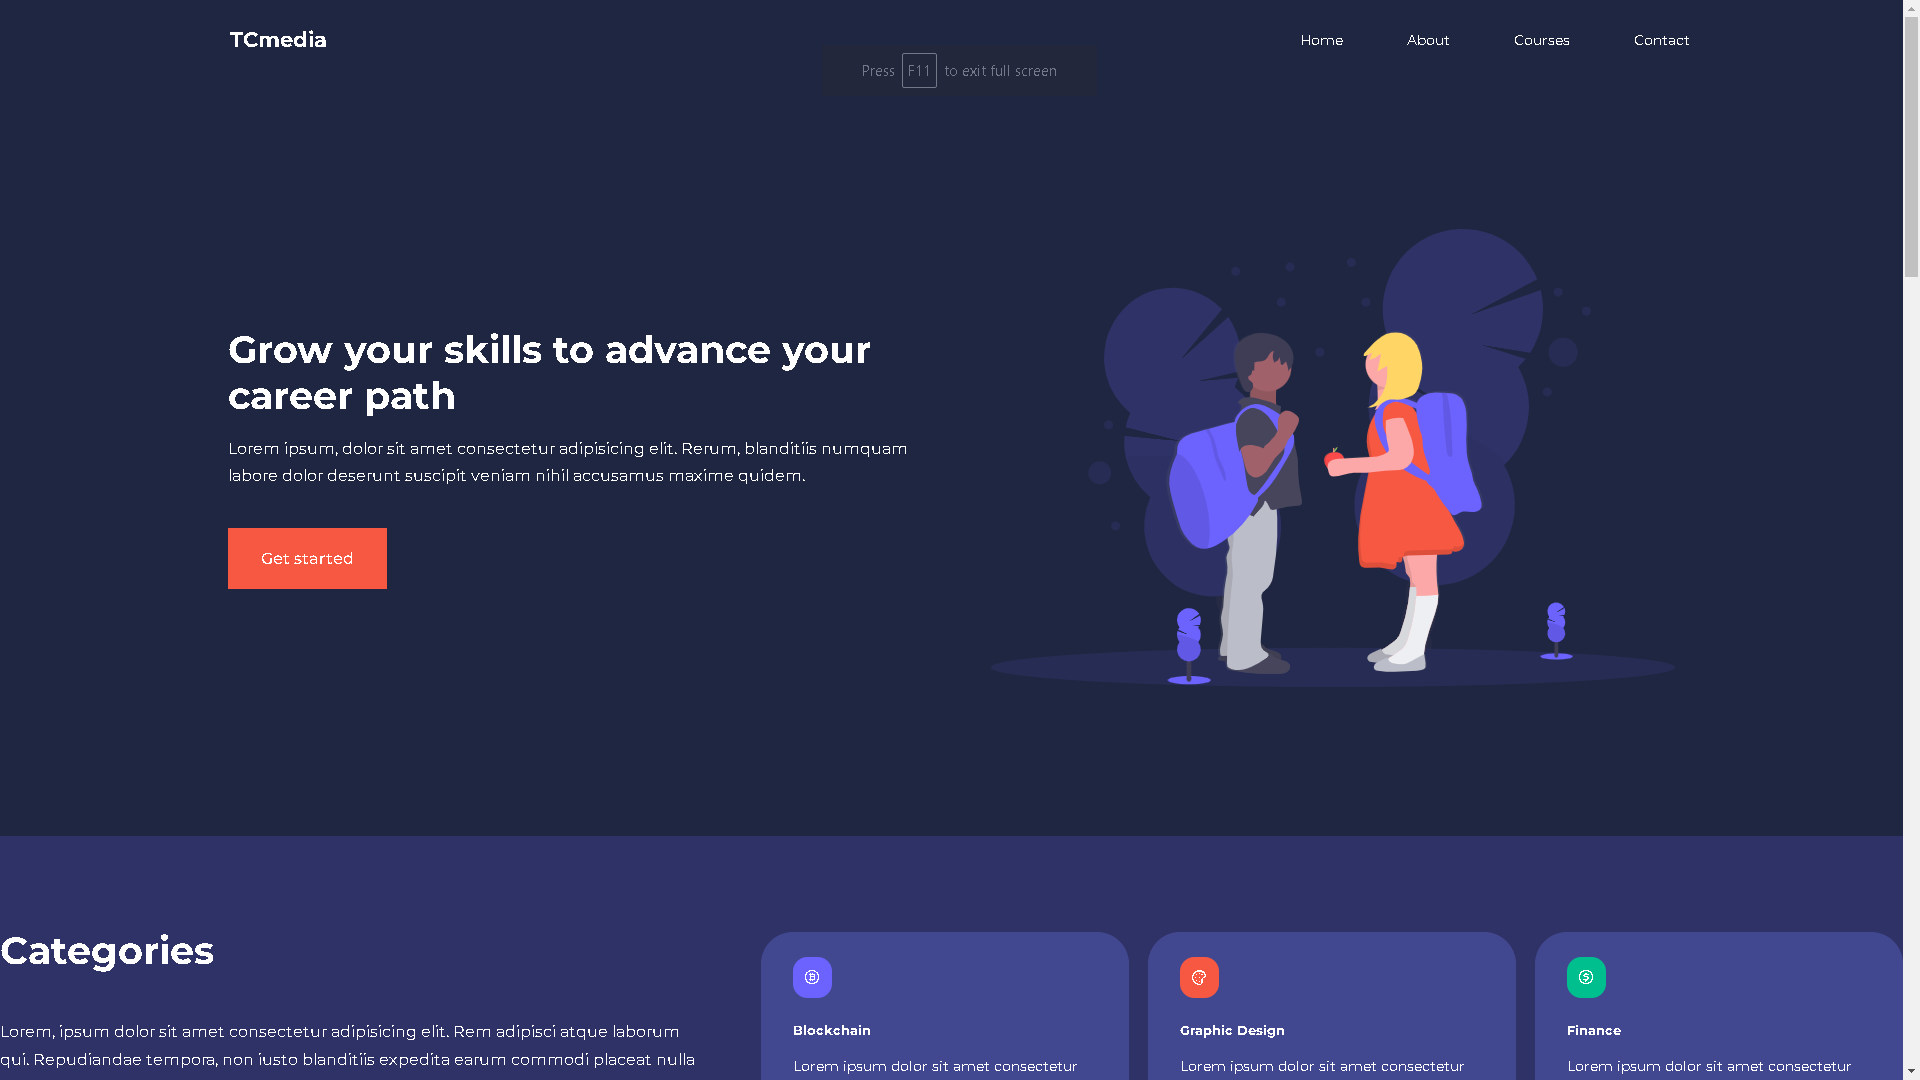 TCmedia
Home
About
Courses
Contact
Press F11 to exit full screen
Grow your skills to advance your
career path
Lorem ipsum, dolor sit amet consectetur adipisicing elit. Rerum, blanditiis numquam
labore dolor deserunt suscipit veniam nihil accusamus maxime quidem.
Get started
Categories
Lorem, ipsum dolor sit amet consectetur adipisicing elit. Rem adipisci atque laborum
qui. Repudiandae tempora, non iusto blanditiis expedita earum commodi placeat nulla
Blockchain
Lorem ipsum dolor sit amet consectetur
Graphic Design
Lorem ipsum dolor sit amet consectetur
Finance
Lorem ipsum dolor sit amet consectetur